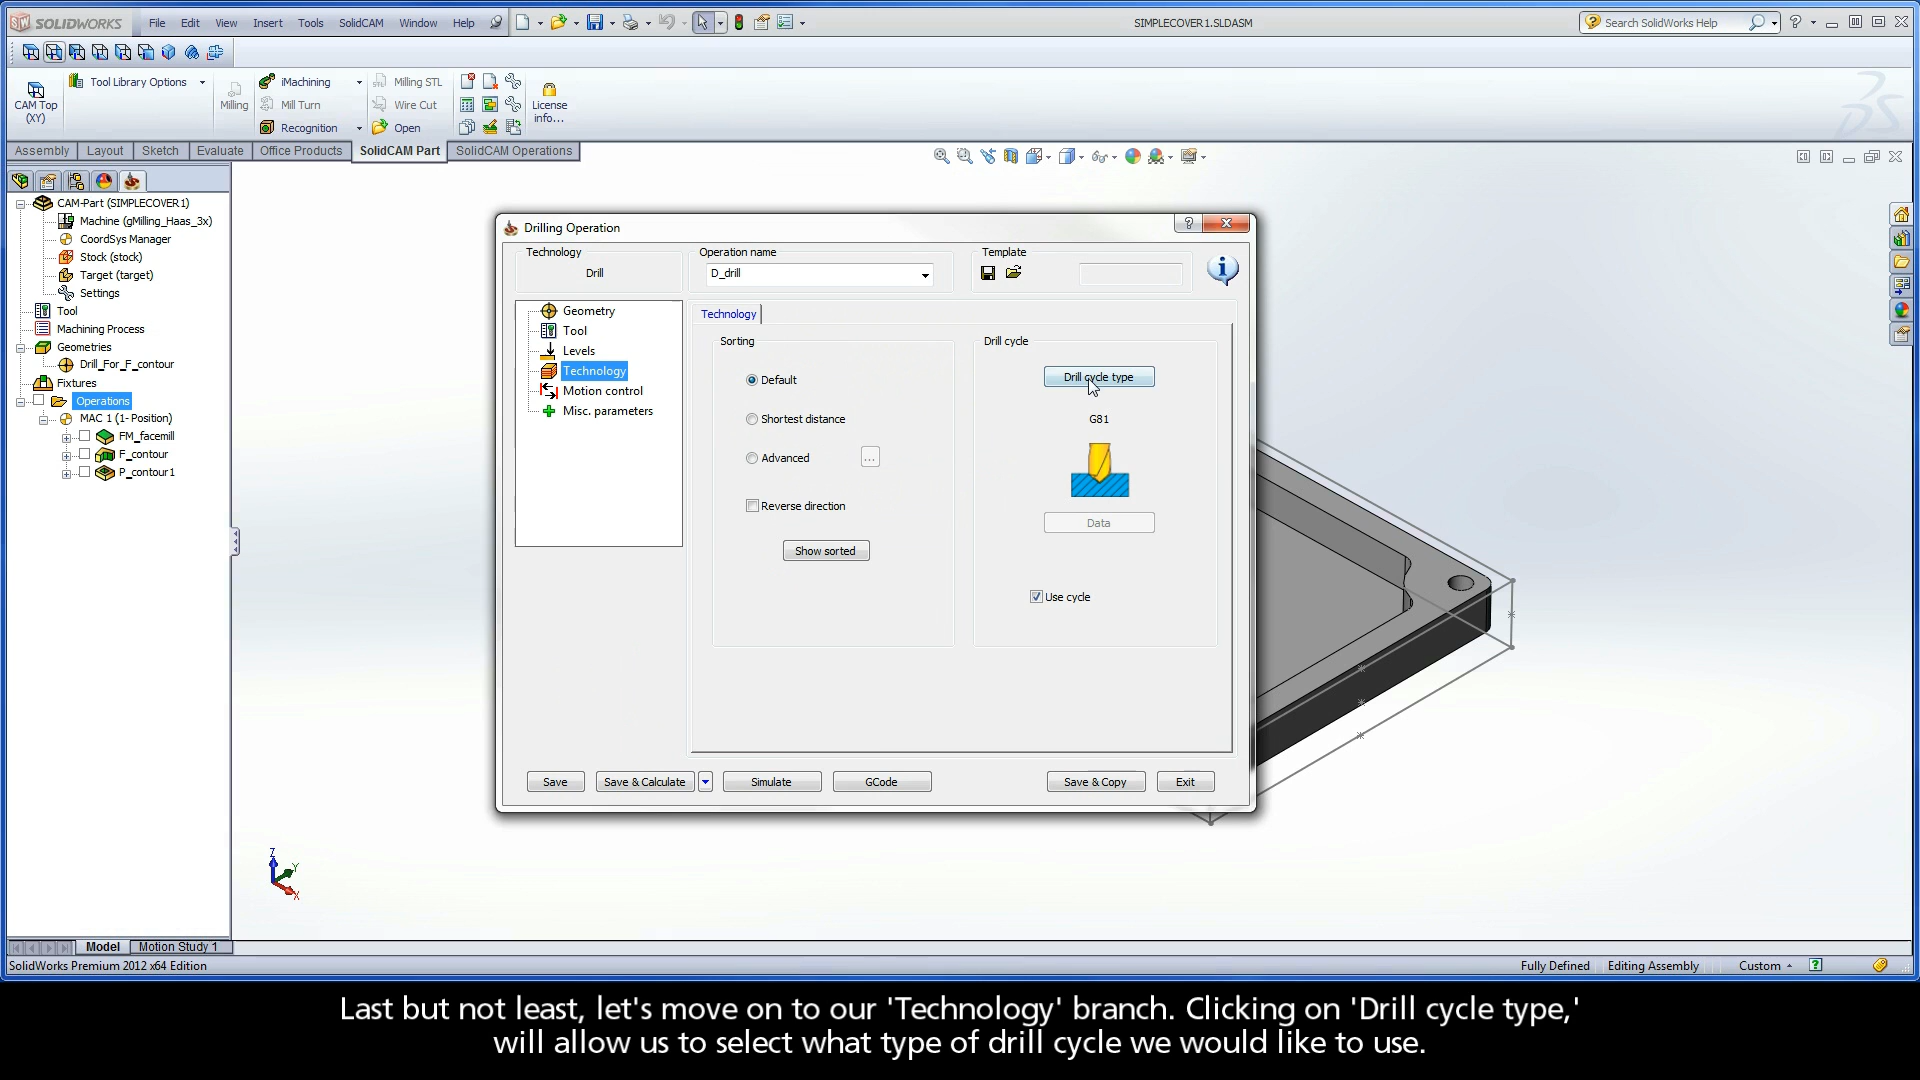 SOLIDWORKS File Edit View Insert Tools SolidCAM Window Help SIMPLECOVER1.SLDASM Search SolidWorks Help
Tool Library Options
iMachining
Milling STL
CAM Top
(XY)
Milling
Mill Turn
Wire Cut
License
info...
Recognition
Open
Assembly Layout Sketch Evaluate Office Products SolidCAM Part SolidCAM Operations
CAM-Part (SIMPLECOVER1)
Machine (gMilling_Haas_3x)
CoordSys Manager
Stock (stock)
Target (target)
Settings
Tool
Machining Process
Geometries
Drill_For_F_contour
Fixtures
Operations
MAC 1 (1- Position)
FM_facemill
F_contour
P_contour1
Drilling Operation
Technology
Drill
Operation name
D_drill
Template
Geometry
Tool
Levels
Technology
Motion control
Misc. parameters
Technology
Sorting
Default
Shortest distance
Advanced ...
Reverse direction
Show sorted
Drill cycle
Drill cycle type
G81
Data
Use cycle
Save Save & Calculate Simulate GCode Save & Copy Exit
Z
Y
X
Model Motion Study 1
SolidWorks Premium 2012 x64 Edition Fully Defined Editing Assembly Custom
Last but not least, let's move on to our 'Technology' branch. Clicking on 'Drill cycle type,'
will allow us to select what type of drill cycle we would like to use.